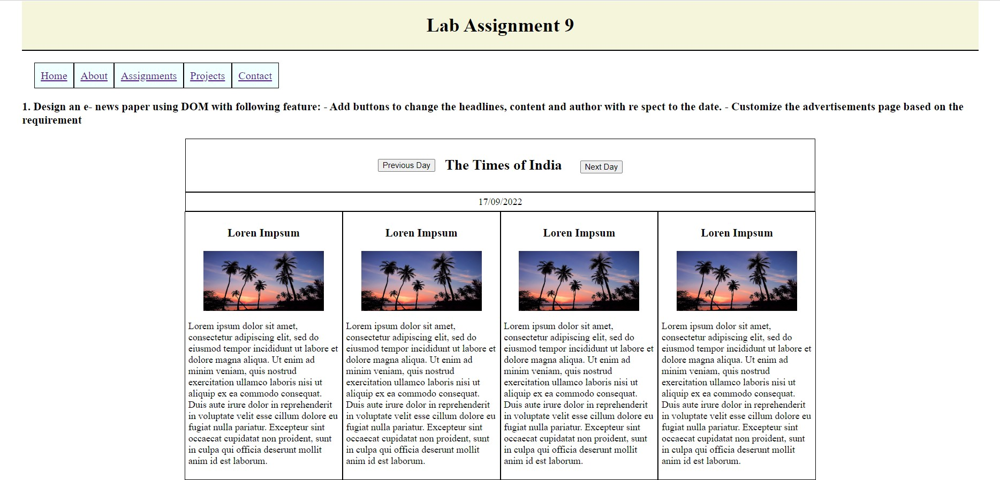 Lab Assignment 9
Home About Assignments Projects Contact
1. Design an e- news paper using DOM with following feature: - Add buttons to change the headlines, content and author with re spect to the date. - Customize the advertisements page based on the
requirement
Previous Day The Times of India Next Day
17/09/2022
Loren Impsum
Lorem ipsum dolor sit amet,
consectetur adipiscing elit, sed do
eiusmod tempor incididunt ut labore et
dolore magna aliqua. Ut enim ad
minim veniam, quis nostrud
exercitation ullamco laboris nisi ut
aliquip ex ea commodo consequat.
Duis aute irure dolor in reprehenderit
in voluptate velit esse cillum dolore eu
fugiat nulla pariatur. Excepteur sint
occaecat cupidatat non proident, sunt
in culpa qui officia deserunt mollit
anim id est laborum.
Loren Impsum
Lorem ipsum dolor sit amet,
consectetur adipiscing elit, sed do
eiusmod tempor incididunt ut labore et
dolore magna aliqua. Ut enim ad
minim veniam, quis nostrud
exercitation ullamco laboris nisi ut
aliquip ex ea commodo consequat.
Duis aute irure dolor in reprehenderit
in voluptate velit esse cillum dolore eu
fugiat nulla pariatur. Excepteur sint
occaecat cupidatat non proident, sunt
in culpa qui officia deserunt mollit
anim id est laborum.
Loren Impsum
Lorem ipsum dolor sit amet,
consectetur adipiscing elit, sed do
eiusmod tempor incididunt ut labore et
dolore magna aliqua. Ut enim ad
minim veniam, quis nostrud
exercitation ullamco laboris nisi ut
aliquip ex ea commodo consequat.
Duis aute irure dolor in reprehenderit
in voluptate velit esse cillum dolore eu
fugiat nulla pariatur. Excepteur sint
occaecat cupidatat non proident, sunt
in culpa qui officia deserunt mollit
anim id est laborum.
Loren Impsum
Lorem ipsum dolor sit amet,
consectetur adipiscing elit, sed do
eiusmod tempor incididunt ut labore et
dolore magna aliqua. Ut enim ad
minim veniam, quis nostrud
exercitation ullamco laboris nisi ut
aliquip ex ea commodo consequat.
Duis aute irure dolor in reprehenderit
in voluptate velit esse cillum dolore eu
fugiat nulla pariatur. Excepteur sint
occaecat cupidatat non proident, sunt
in culpa qui officia deserunt mollit
anim id est laborum.